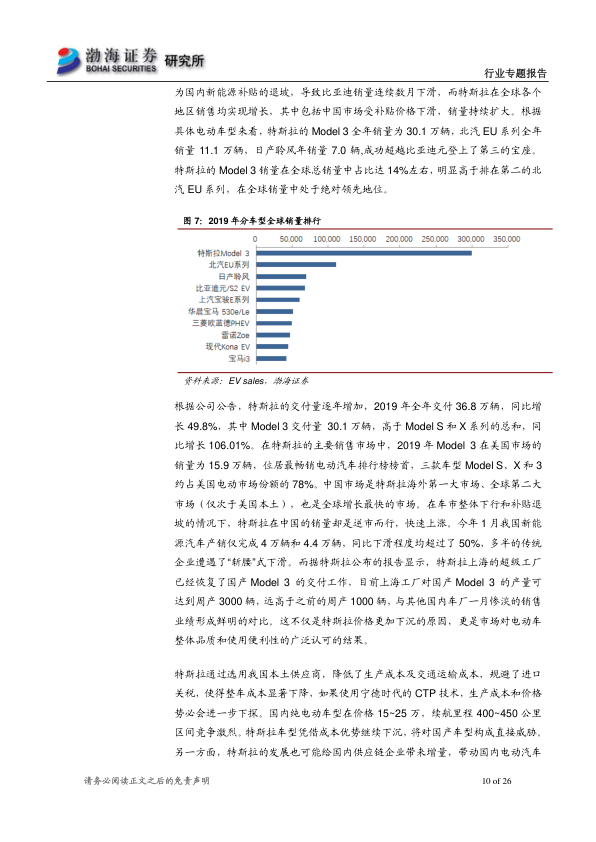 渤海证券 研究所
BOHAI SECURITIES
行业专题报告
为国内新能源补贴的退坡，导致比亚迪销量连续数月下滑，而特斯拉在全球各个
地区销售均实现增长，其中包括中国市场受补贴价格下滑，销量持续扩大。根据
具体电动车型来看，特斯拉的 Model 3 全年销量为 30.1 万辆，北汽 EU 系列全年
销量 11.1 万辆，日产聆风年销量 7.0 辆,成功超越比亚迪元登上了第三的宝座。
特斯拉的 Model 3 销量在全球总销量中占比达 14%左右，明显高于排在第二的北
汽 EU 系列，在全球销量中处于绝对领先地位。
图 7：2019 年分车型全球销量排行
0 50,000 100,000 150,000 200,000 250,000 300,000 350,000
特斯拉Model 3
北汽EU系列
日产聆风
比亚迪元/S2 EV
上汽宝骏E系列
华晨宝马 530e/Le
三菱欧蓝德PHEV
雷诺Zoe
现代Kona EV
宝马i3
资料来源：EV sales，渤海证券
根据公司公告，特斯拉的交付量逐年增加，2019 年全年交付 36.8 万辆，同比增
长 49.8%，其中 Model 3 交付量 30.1 万辆，高于 Model S 和 X 系列的总和，同
比增长 106.01%。在特斯拉的主要销售市场中，2019 年 Model 3 在美国市场的
销量为 15.9 万辆，位居最畅销电动汽车排行榜榜首，三款车型 Model S、X 和 3
约占美国电动市场份额的 78%。中国市场是特斯拉海外第一大市场、全球第二大
市场（仅次于美国本土），也是全球增长最快的市场。在车市整体下行和补贴退
坡的情况下，特斯拉在中国的销量却是逆市而行，快速上涨，今年 1 月我国新能
源汽车产销仅完成 4 万辆和 4.4 万辆，同比下滑程度均超过了 50%，多半的传统
企业遭遇了“斩腰”式下滑。而据特斯拉公布的报告显示，特斯拉上海的超级工厂
已经恢复了国产 Model 3 的交付工作，目前上海工厂对国产 Model 3 的产量可
达到周产 3000 辆，远高于之前的周产 1000 辆，与其他国内车厂一月惨淡的销售
业绩形成鲜明的对比。这不仅是特斯拉价格更加下沉的原因，更是市场对电动车
整体品质和使用便利性的广泛认可的结果。
特斯拉通过选用我国本土供应商，降低了生产成本及交通运输成本，规避了进口
关税，使得整车成本显著下降，如果使用宁德时代的 CTP 技术，生产成本和价格
势必会进一步下探。国内纯电动车型在价格 15~25 万，续航里程 400~450 公里
区间竞争激烈。特斯拉车型凭借成本优势继续下沉，将对国产车型构成直接威胁。
另一方面，特斯拉的发展也可能给国内供应链企业带来增量，带动国内电动汽车
请务必阅读正文之后的免责声明
10 of 26